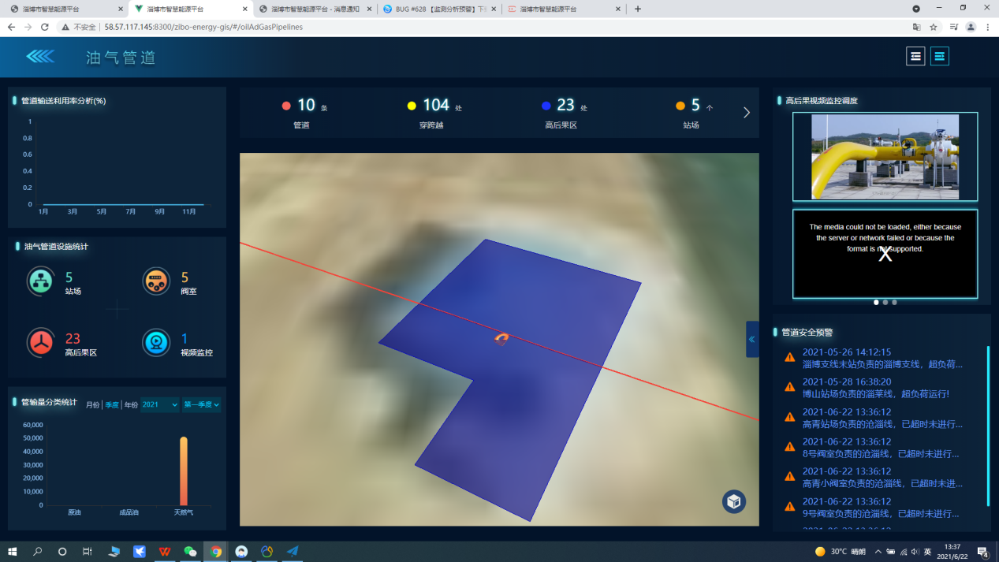 淄博市智慧能源平台
淄博市智慧能源平台
淄博市智慧能源平台 - 消息通知
BUG #628 【监测分析预警】下
淄博市智慧能源平台
不安全 58.57.117.145:8300/zibo-energy-gis/#/oilAdGasPipelines
油气管道
管道输送利用率分析(%)
1
0.8
0.6
0.4
0.2
0
1月 3月 5月 7月 9月 11月
油气管道设施统计
5
站场
5
阀室
23
高后果区
1
视频监控
管输量分类统计 月份 季度 年份 2021 第一季度
60,000
50,000
40,000
30,000
20,000
10,000
0
原油 成品油 天然气
10 条
管道
104 处
穿跨越
23 处
高后果区
5 个
站场
高后果视频监控调度
The media could not be loaded, either because
the server or network failed or because the
format is not supported.
管道安全预警
2021-05-26 14:12:15
淄博支线末站负责的淄博支线，超负荷...
2021-05-28 16:38:20
博山站场负责的淄莱线，超负荷运行!
2021-06-22 13:36:12
高青站场负责的沧淄线，已超时未进行...
2021-06-22 13:36:12
8号阀室负责的沧淄线，已超时未进行...
2021-06-22 13:36:12
高青小阀室负责的沧淄线，已超时未进...
2021-06-22 13:36:12
9号阀室负责的沧淄线，已超时未进行...
30°C 晴朗
英
13:37
2021/6/22
4